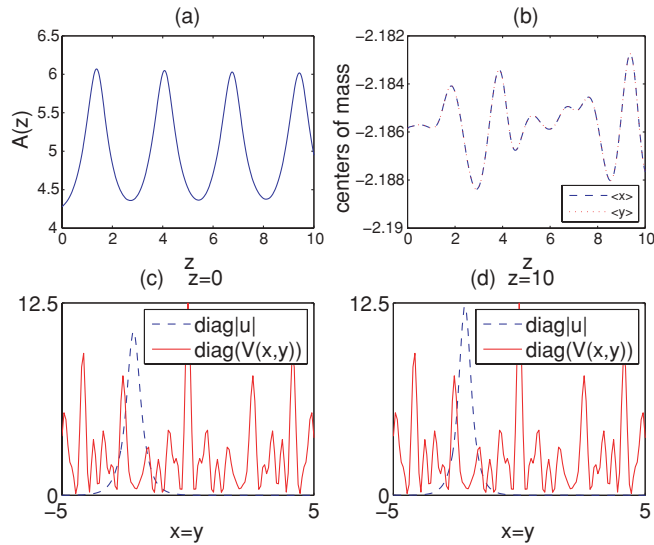 (a)
6.5
6
5.5
5
4.5
4
A(z)
0
2
4
6
8
10
z
(b)
−2.182
−2.184
−2.186
−2.188
−2.19
centers of mass
<x>
<y>
0
2
4
6
8
10
z
(c)
z=0
12.5
0
diag|u|
diag(V(x,y))
−5
5
x=y
(d)
z=10
12.5
0
diag|u|
diag(V(x,y))
−5
5
x=y